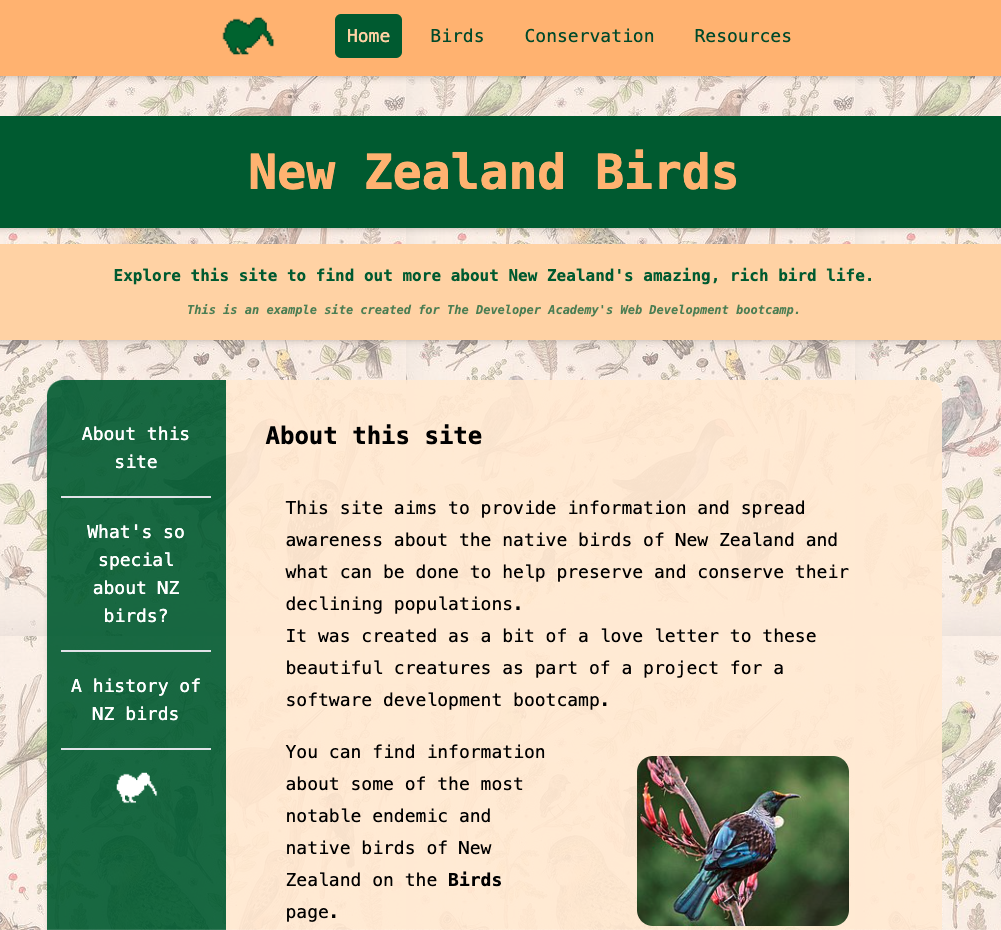 Home Birds Conservation Resources
New Zealand Birds
Explore this site to find out more about New Zealand's amazing, rich bird life.
This is an example site created for The Developer Academy's Web Development bootcamp.
About this
site
What's so
special
about NZ
birds?
A history of
NZ birds
About this site
This site aims to provide information and spread
awareness about the native birds of New Zealand and
what can be done to help preserve and conserve their
declining populations.
It was created as a bit of a love letter to these
beautiful creatures as part of a project for a
software development bootcamp.
You can find information
about some of the most
notable endemic and
native birds of New
Zealand on the Birds
page.